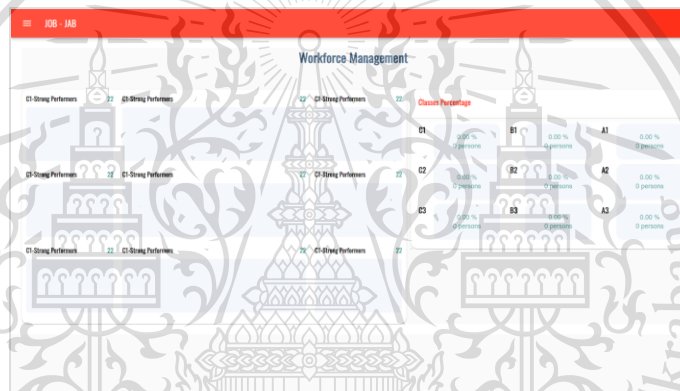 JOB - JAB
Workforce Management
C1-Strong Performers 22 C1-Strong Performers 22 C1-Strong Performers 22
Classes Percentage
C1 0.00 % 0 persons B1 0.00 % 0 persons A1 0.00 % 0 persons
C1-Strong Performers 22 C1-Strong Performers 22 C1-Strong Performers 22
C2 0.00 % 0 persons B2 0.00 % 0 persons A2 0.00 % 0 persons
C3 0.00 % 0 persons B3 0.00 % 0 persons A3 0.00 % 0 persons
C1-Strong Performers 22 C1-Strong Performers 22 C1-Strong Performers 22
krab